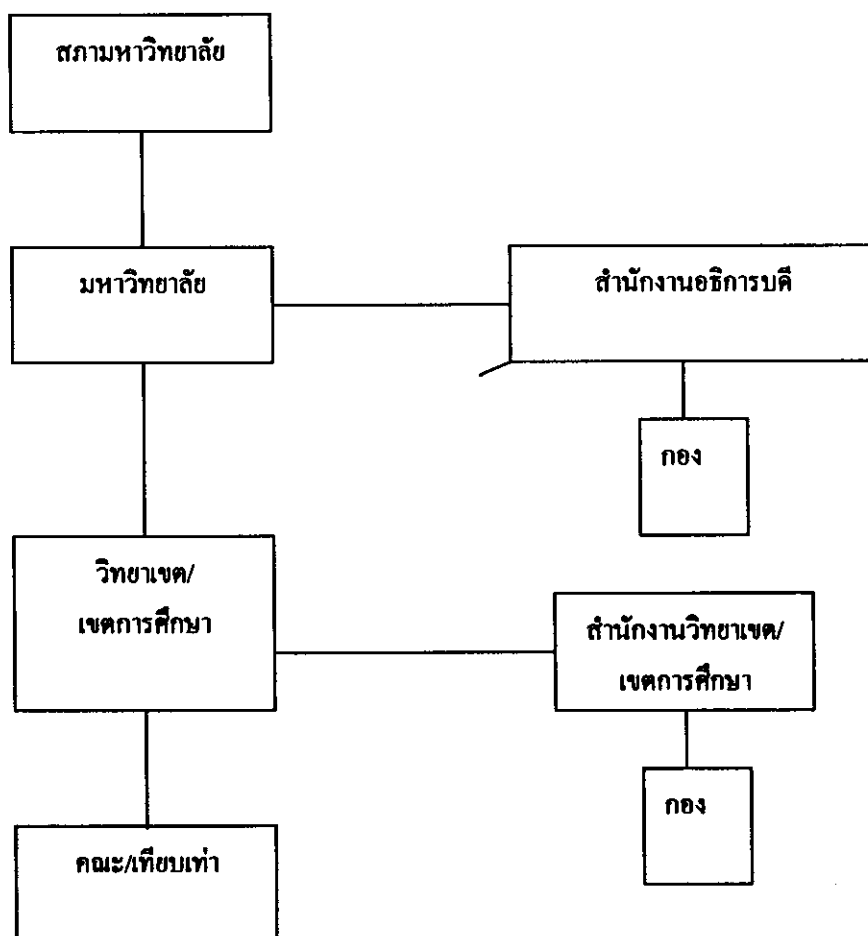 สภามหาวิทยาลัย
มหาวิทยาลัย
สำนักงานอธิการบดี
กอง
วิทยาเขต/
เขตการศึกษา
สำนักงานวิทยาเขต/
เขตการศึกษา
กอง
คณะ/เทียบเท่า